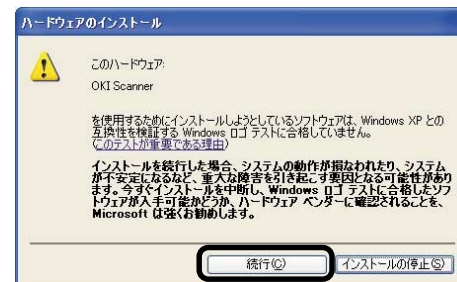 ハードウェアのインストール
このハードウェア:
OKI Scanner
を使用するためにインストールしようとしているソフトウェアは、Windows XP との
互換性を検証する Windows ロゴ テストに合格していません。
(このテストが重要である理由)
インストールを続行した場合、システムの動作が損なわれたり、システム
が不安定になるなど、重大な障害を引き起こす要因となる可能性があり
ます。今すぐインストールを中断し、Windows ロゴ テストに合格したソフ
トウェアが入手可能かどうか、ハードウェア ベンダーに確認されることを、
Microsoft は強くお勧めします。
続行(C) インストールの停止(S)